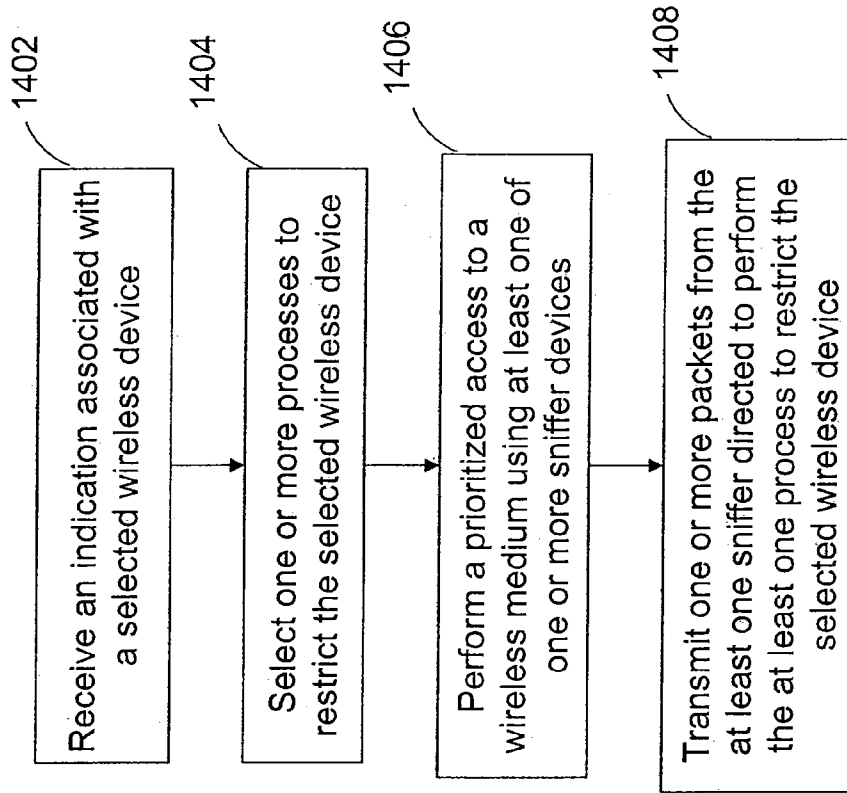 1402
Receive an indication associated with
a selected wireless device
1404
Select one or more processes to
restrict the selected wireless device
1406
Perform a prioritized access to a
wireless medium using at least one of
one or more sniffer devices
1408
Transmit one or more packets from the
at least one sniffer directed to perform
the at least one process to restrict the
selected wireless device